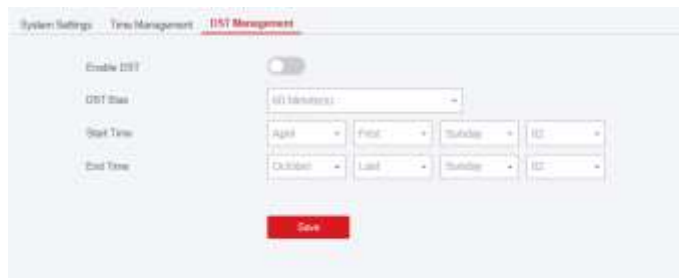 System Settings Time Management DST Management
Enable DST
DST Bias 60 Minute(s)
Start Time April First Sunday 02
End Time October Last Sunday 02
Save